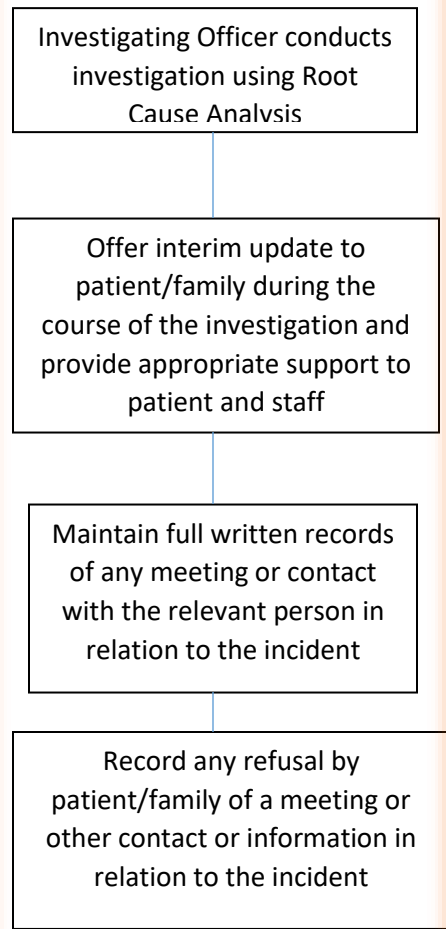 Investigating Officer conducts
investigation using Root
Cause Analysis
Offer interim update to
patient/family during the
course of the investigation and
provide appropriate support to
patient and staff
Maintain full written records
of any meeting or contact
with the relevant person in
relation to the incident
Record any refusal by
patient/family of a meeting or
other contact or information in
relation to the incident